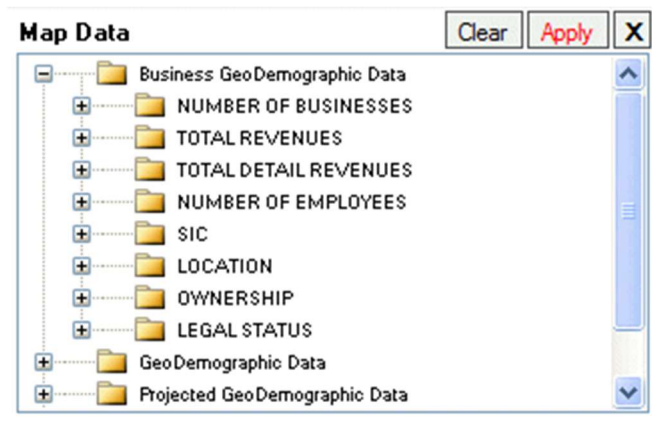 Map Data Clear Apply X
Business GeoDemographic Data
NUMBER OF BUSINESSES
TOTAL REVENUES
TOTAL DETAIL REVENUES
NUMBER OF EMPLOYEES
SIC
LOCATION
OWNERSHIP
LEGAL STATUS
GeoDemographic Data
Projected GeoDemographic Data